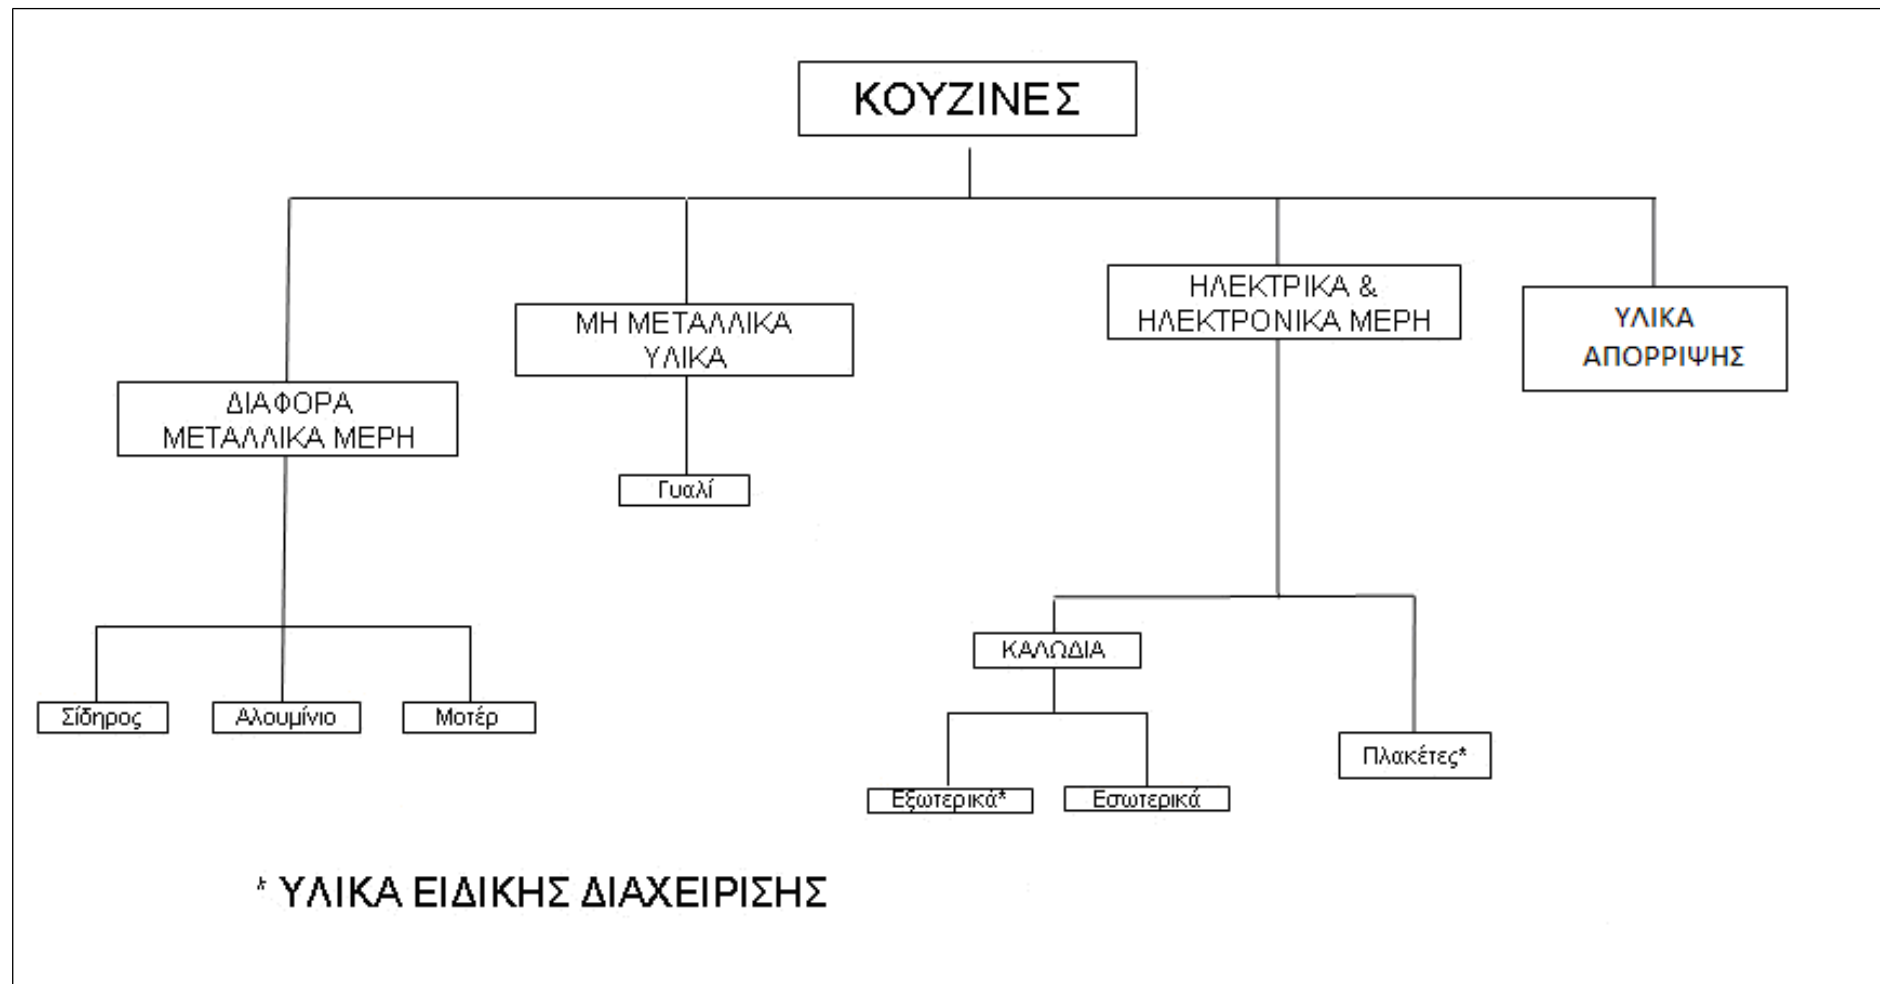 ΚΟΥΖΙΝΕΣ
ΗΛΕΚΤΡΙΚΑ &
ΗΛΕΚΤΡΟΝΙΚΑ ΜΕΡΗ
ΥΛΙΚΑ
ΑΠΟΡΡΙΨΗΣ
ΜΗ ΜΕΤΑΛΛΙΚΑ
ΥΛΙΚΑ
ΔΙΑΦΟΡΑ
ΜΕΤΑΛΛΙΚΑ ΜΕΡΗ
Γυαλί
ΚΑΛΩΔΙΑ
Σίδηρος
Αλουμίνιο
Μοτέρ
Πλακέτες*
Εξωτερικά*
Εσωτερικά
* ΥΛΙΚΑ ΕΙΔΙΚΗΣ ΔΙΑΧΕΙΡΙΣΗΣ